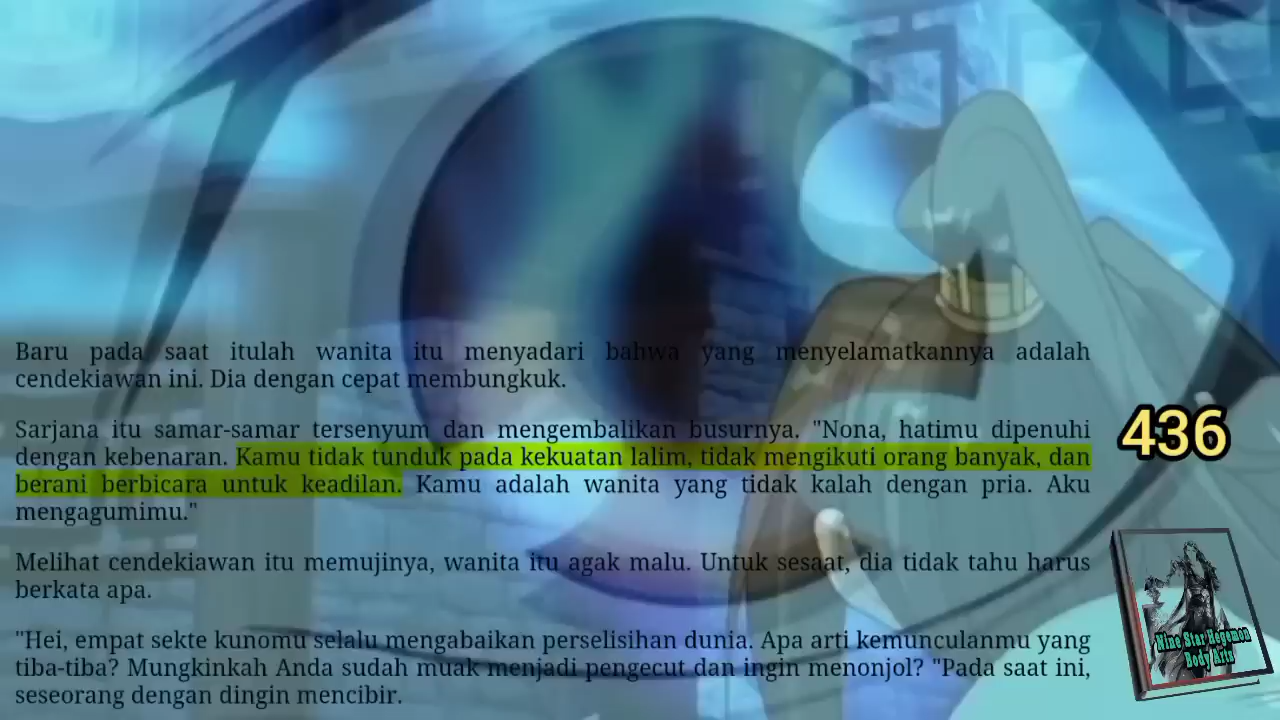 Baru pada saat itulah wanita itu menyadari bahwa yang menyelamatkannya adalah
cendekiawan ini. Dia dengan cepat membungkuk.
Sarjana itu samar-samar tersenyum dan mengembalikan busurnya. "Nona, hatimu dipenuhi
dengan kebenaran. Kamu tidak tunduk pada kekuatan lalim, tidak mengikuti orang banyak, dan
berani berbicara untuk keadilan. Kamu adalah wanita yang tidak kalah dengan pria. Aku
mengagumimu."
Melihat cendekiawan itu memujinya, wanita itu agak malu. Untuk sesaat, dia tidak tahu harus
berkata apa.
"Hei, empat sekte kunomu selalu mengabaikan perselisihan dunia. Apa arti kemunculanmu yang
tiba-tiba? Mungkinkah Anda sudah muak menjadi pengecut dan ingin menonjol? "Pada saat ini,
seseorang dengan dingin mencibir.
436
Nine Star Hegemon
Body Arts